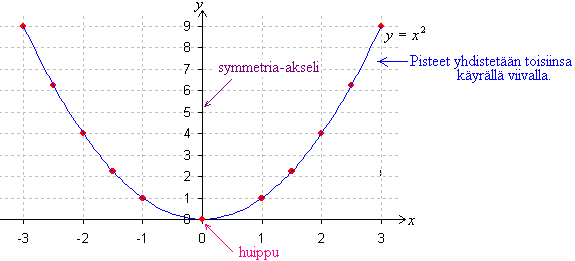 y
9
y = x²
8
7
symmetria-akseli
Pisteet yhdistetään toisiinsa
käyrällä viivalla.
6
5
4
3
2
1
0
x
-3 -2 -1 0 1 2 3
huippu